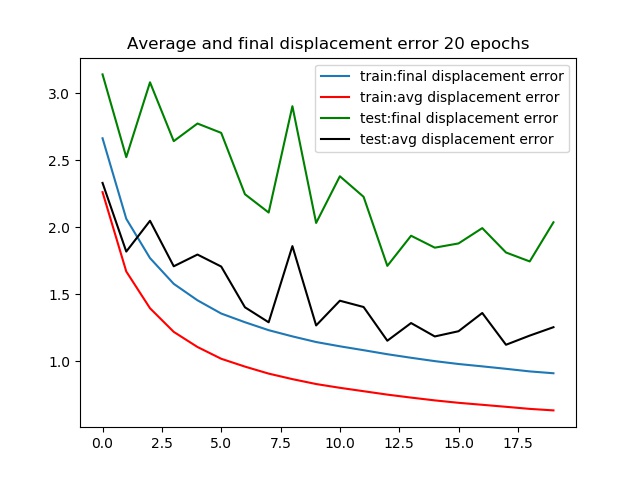 Average and final displacement error 20 epochs
train:final displacement error
train:avg displacement error
test:final displacement error
test:avg displacement error
3.0
2.5
2.0
1.5
1.0
0.0 2.5 5.0 7.5 10.0 12.5 15.0 17.5